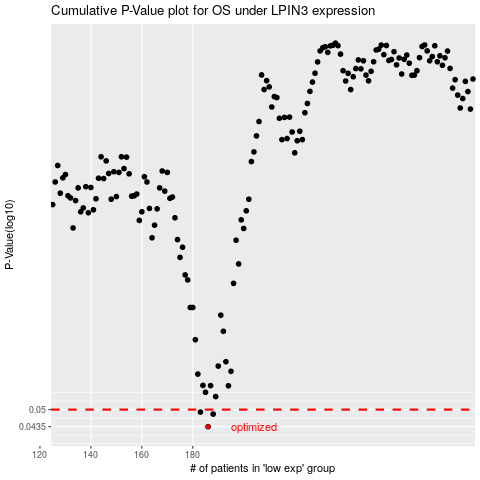 Cumulative P-Value plot for OS under LPIN3 expression
P-Value(log10)
0.05
0.0435
optimized
120 140 160 180
# of patients in 'low exp' group